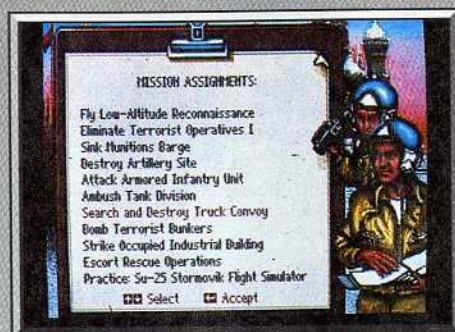 MISSION ASSIGNMENTS:
Fly Low-Altitude Reconnaissance
Eliminate Terrorist Operatives I
Sink Munitions Barge
Destroy Artillery Site
Attack Armored Infantry Unit
Ambush Tank Division
Search and Destroy Truck Convoy
Bomb Terrorist Bunkers
Strike Occupied Industrial Building
Escort Rescue Operations
Practice: Su-25 Stormovik Flight Simulator
Select Accept